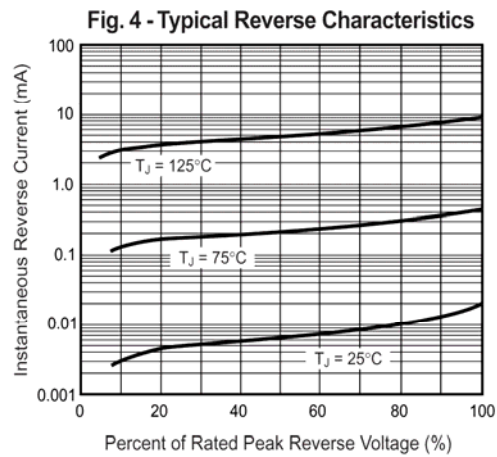 Fig. 4 - Typical Reverse Characteristics
Instantaneous Reverse Current (mA)
100
10
1.0
0.1
0.01
0.001
TJ = 125°C
TJ = 75°C
TJ = 25°C
0
20
40
60
80
100
Percent of Rated Peak Reverse Voltage (%)